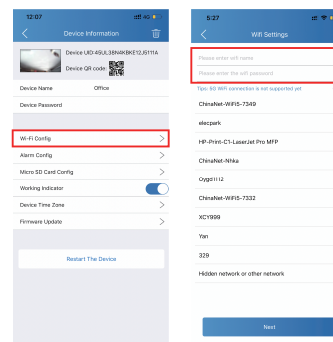 12:07
4G
Device Information
Device UID:45UL38N4KBKE12J5111A
Device QR code:
Device Name Office
Device Password
Wi-Fi Config
Alarm Config
Micro SD Card Config
Working Indicator
Device Time Zone
Firmware Update
Restart The Device
5:27
Wifi Settings
Please enter wifi name
Please enter the wifi password
Tips: 5G WiFi connection is not supported yet
ChinaNet-WiFi5-7349
elecpark
HP-Print-C1-LaserJet Pro MFP
ChinaNet-NHka
ChinaNet-WiFi5-7332
XCY999
Yan
329
Hidden network or other network
Next